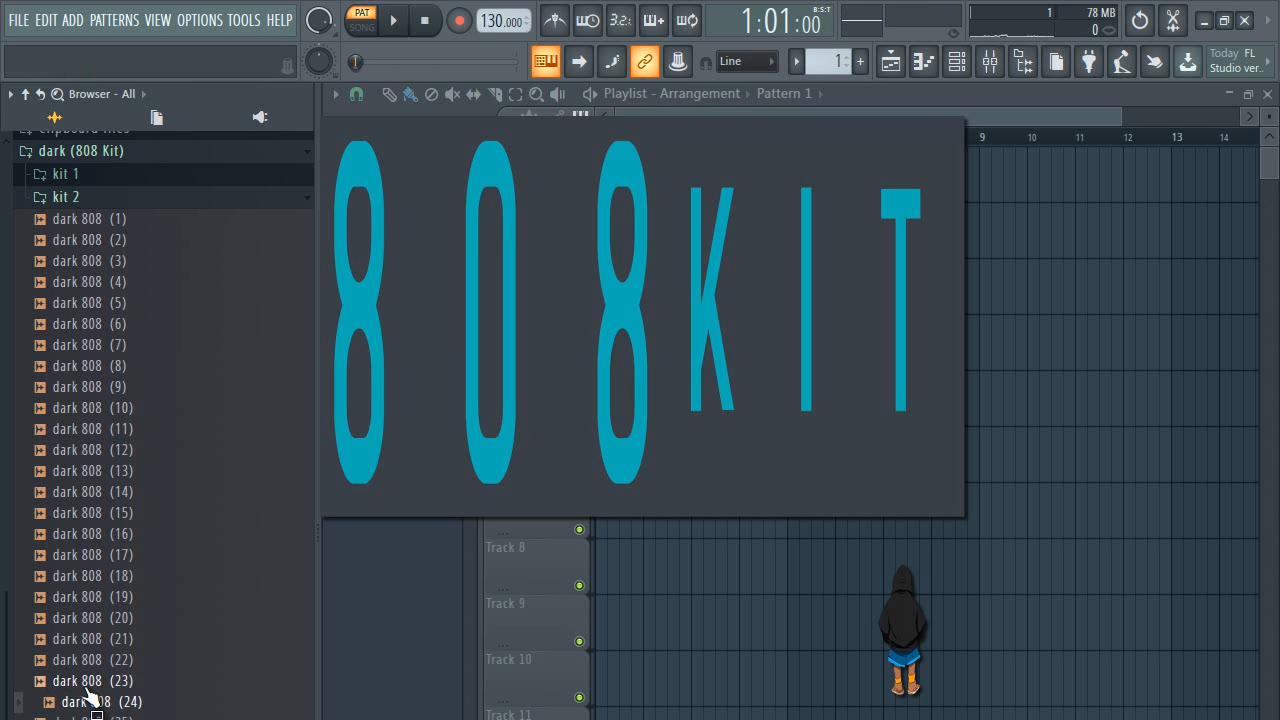 FILE EDIT ADD PATTERNS VIEW OPTIONS TOOLS HELP
PAT
SONG
130.000
3.2.
1:01:00
B:S:T
1
78 MB
0
Line
1
Today FL
Studio ver..
Browser - All
Playlist - Arrangement
Pattern 1
clipboard files
dark (808 Kit)
kit 1
kit 2
dark 808 (1)
dark 808 (2)
dark 808 (3)
dark 808 (4)
dark 808 (5)
dark 808 (6)
dark 808 (7)
dark 808 (8)
dark 808 (9)
dark 808 (10)
dark 808 (11)
dark 808 (12)
dark 808 (13)
dark 808 (14)
dark 808 (15)
dark 808 (16)
dark 808 (17)
dark 808 (18)
dark 808 (19)
dark 808 (20)
dark 808 (21)
dark 808 (22)
dark 808 (23)
dark 808 (24)
9 10 11 12 13 14
808KIT
Track 8
Track 9
Track 10
Track 11